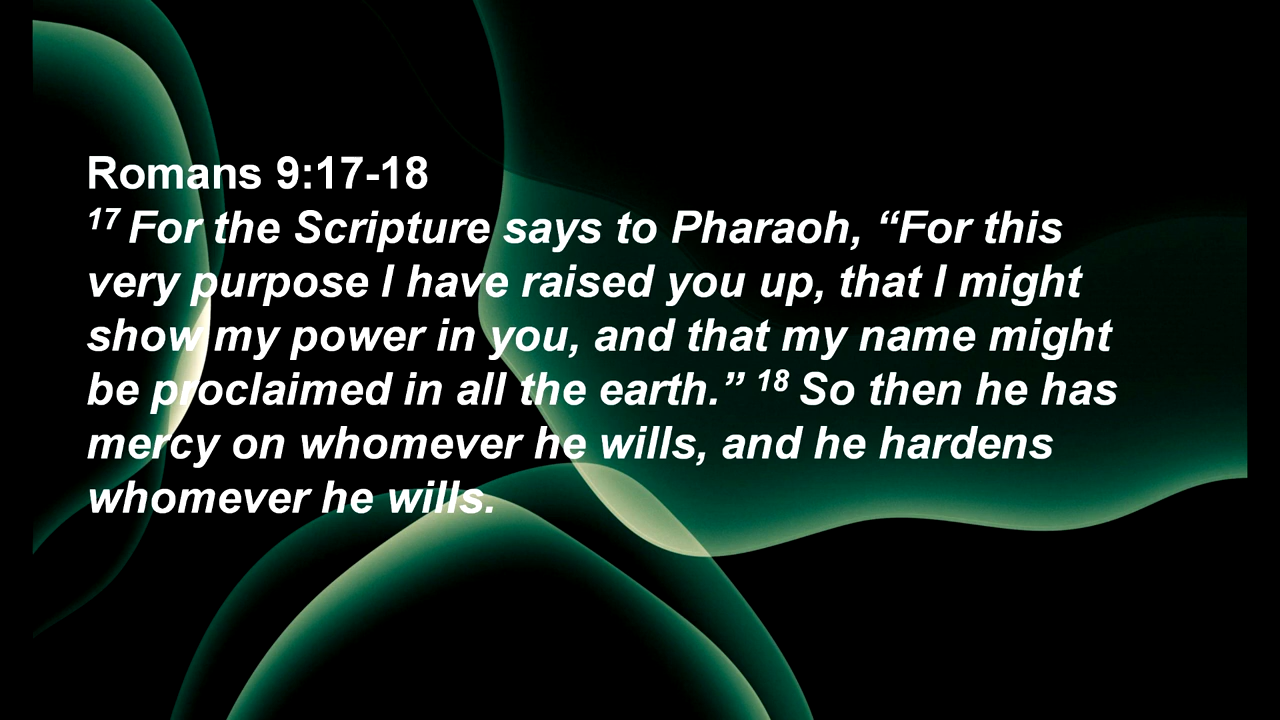 Romans 9:17-18
17 For the Scripture says to Pharaoh, “For this
very purpose I have raised you up, that I might
show my power in you, and that my name might
be proclaimed in all the earth.” 18 So then he has
mercy on whomever he wills, and he hardens
whomever he wills.